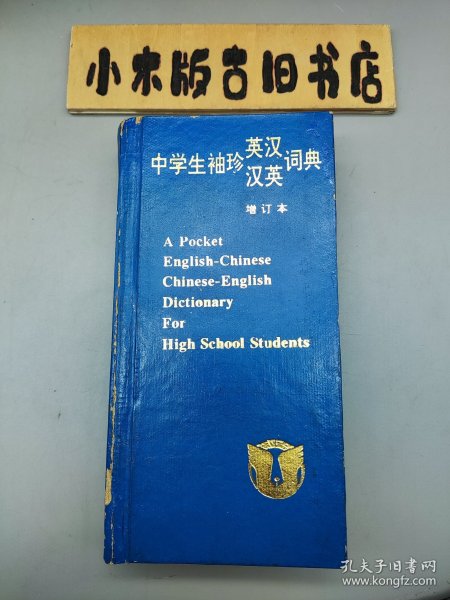 小木版古旧书店
中学生袖珍英汉汉英词典
增订本
A Pocket
English-Chinese
Chinese-English
Dictionary
For
High School Students
孔夫子旧书网
www.kongfz.com